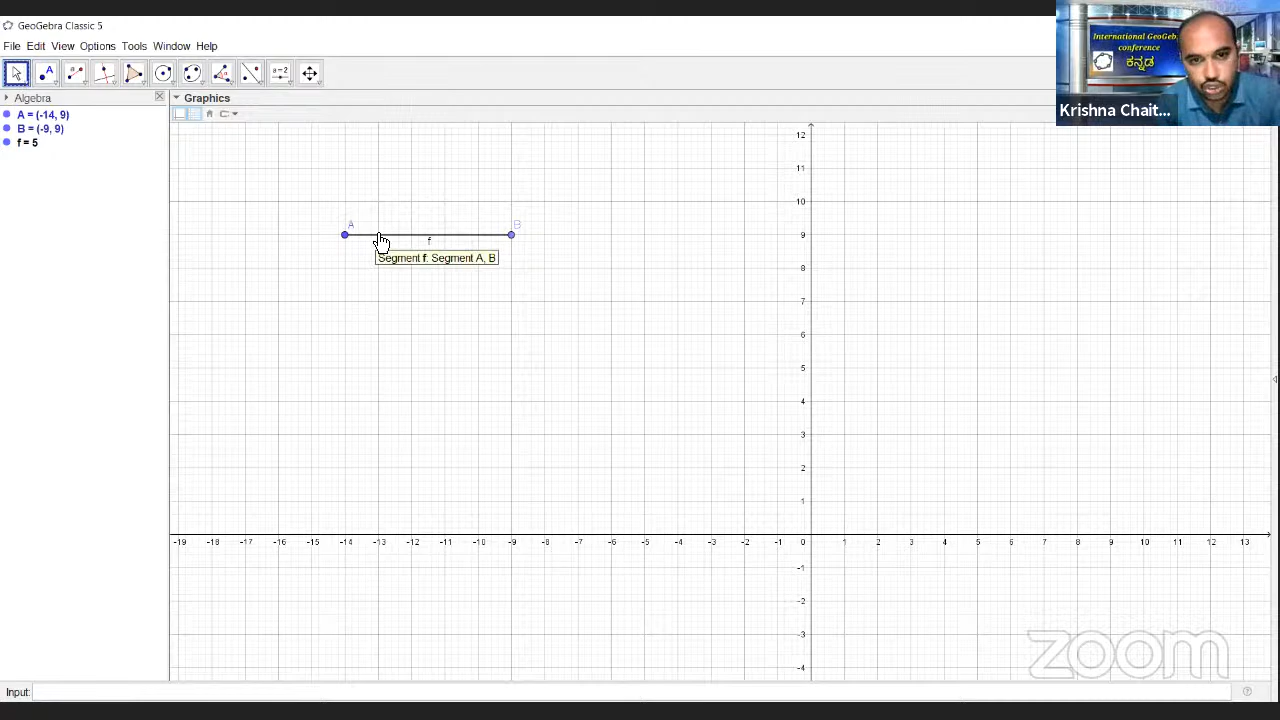 GeoGebra Classic 5
File Edit View Options Tools Window Help
a=2
Algebra
Graphics
A = (-14, 9)
B = (-9, 9)
f = 5
International GeoGeb
conference
ಕನ್ನಡ
Krishna Chait...
12
11
10
A
B
9
f
Segment f: Segment A, B
8
7
6
5
4
3
2
1
-19 -18 -17 -16 -15 -14 -13 -12 -11 -10 -9 -8 -7 -6 -5 -4 -3 -2 -1 0 1 2 3 4 5 6 7 8 9 10 11 12 13
-1
-2
-3
-4
zoom
Input: